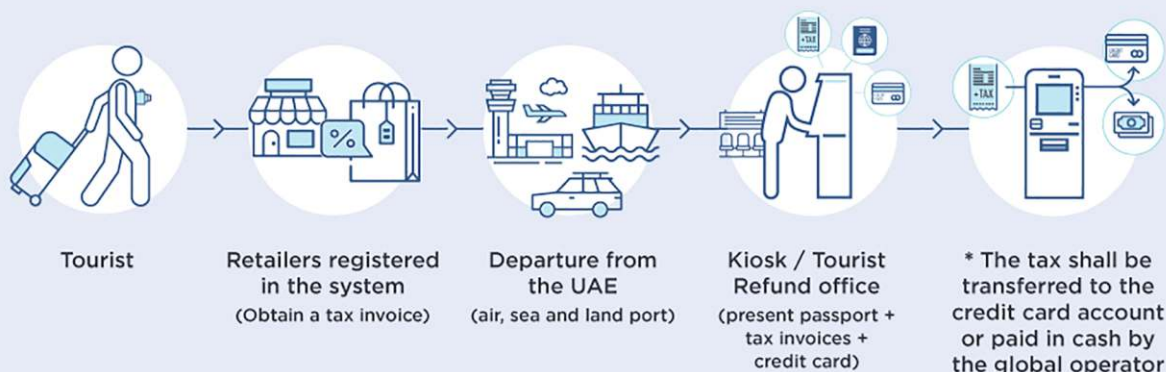 Tourist
Retailers registered
in the system
(Obtain a tax invoice)
Departure from
the UAE
(air, sea and land port)
+TAX
Kiosk / Tourist
Refund office
(present passport +
tax invoices +
credit card)
+TAX
* The tax shall be
transferred to the
credit card account
or paid in cash by
the global operator